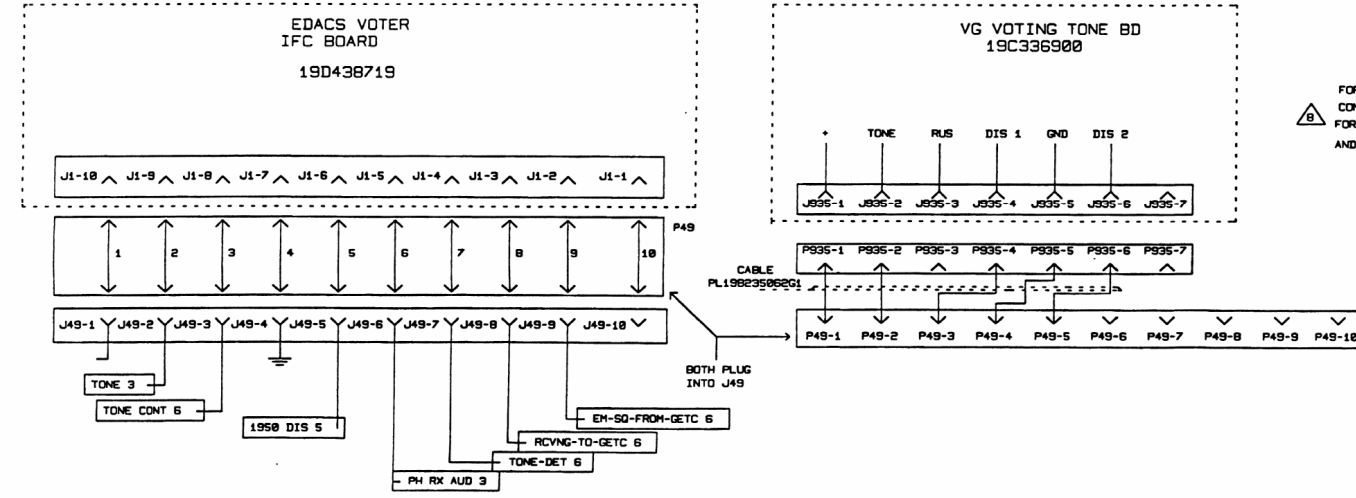 EDACS VOTER
IFC BOARD
19D438719
J1-10 J1-9 J1-8 J1-7 J1-6 J1-5 J1-4 J1-3 J1-2 J1-1
P49
1 2 3 4 5 6 7 8 9 10
J49-1 J49-2 J49-3 J49-4 J49-5 J49-6 J49-7 J49-8 J49-9 J49-10
TONE 3
TONE CONT 6
1950 DIS 5
PH RX AUD 3
TONE-DET 6
RCVNG-TO-GETC 6
EM-SQ-FROM-GETC 6
BOTH PLUG
INTO J49
VG VOTING TONE BD
19C336900
+ TONE RUS DIS 1 GND DIS 2
J935-1 J935-2 J935-3 J935-4 J935-5 J935-6 J935-7
P935-1 P935-2 P935-3 P935-4 P935-5 P935-6 P935-7
CABLE
PL19B235062G1
P49-1 P49-2 P49-3 P49-4 P49-5 P49-6 P49-7 P49-8 P49-9 P49-10
FOR
AND